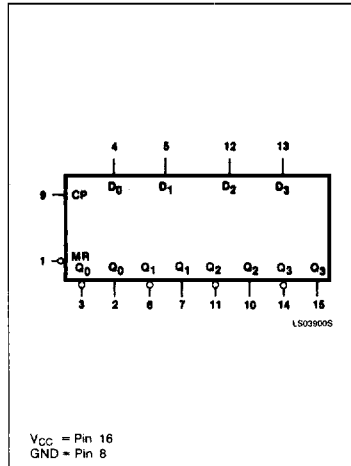 4 5 12 13
9 CP D0 D1 D2 D3
1 MR
Q0 Q0 Q1 Q1 Q2 Q2 Q3 Q3
3 2 6 7 11 10 14 15
LS03900S
VCC = Pin 16
GND = Pin 8